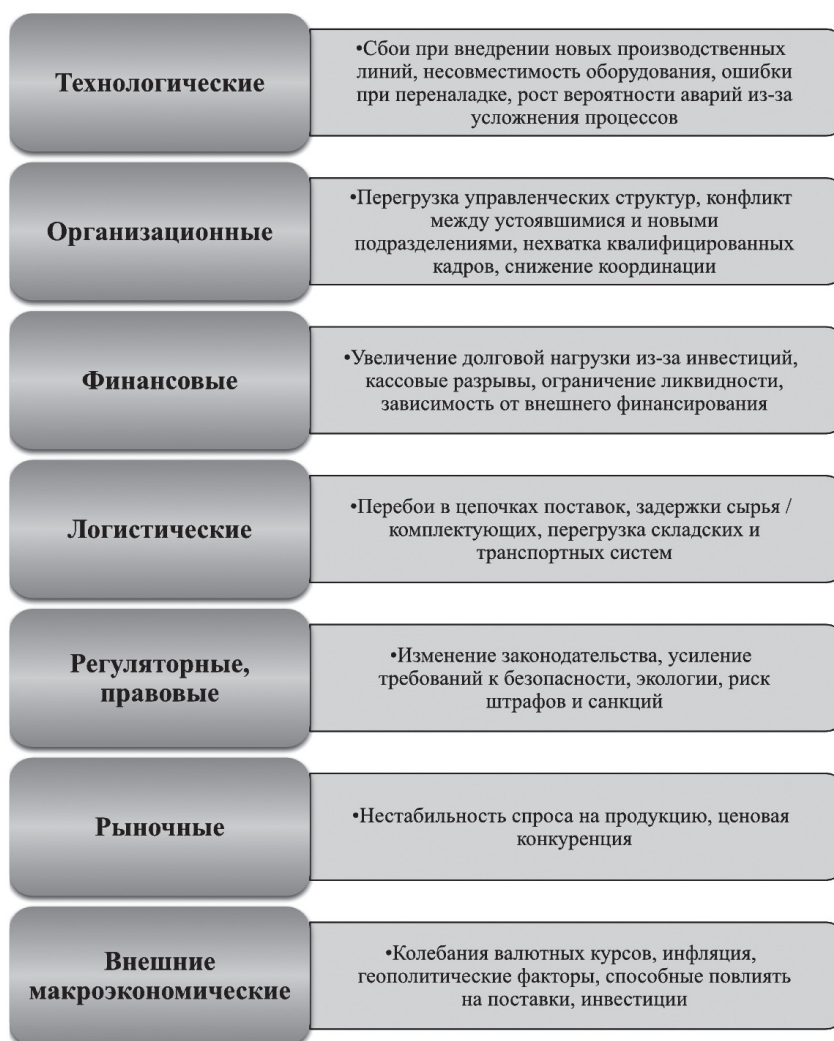 Технологические
•Сбои при внедрении новых производственных
линий, несовместимость оборудования, ошибки
при переналадке, рост вероятности аварий из-за
усложнения процессов
Организационные
•Перегрузка управленческих структур, конфликт
между устоявшимися и новыми
подразделениями, нехватка квалифицированных
кадров, снижение координации
Финансовые
•Увеличение долговой нагрузки из-за инвестиций,
кассовые разрывы, ограничение ликвидности,
зависимость от внешнего финансирования
Логистические
•Перебои в цепочках поставок, задержки сырья /
комплектующих, перегрузка складских и
транспортных систем
Регуляторные,
правовые
•Изменение законодательства, усиление
требований к безопасности, экологии, риск
штрафов и санкций
Рыночные
•Нестабильность спроса на продукцию, ценовая
конкуренция
Внешние
макроэкономические
•Колебания валютных курсов, инфляция,
геополитические факторы, способные повлиять
на поставки, инвестиции